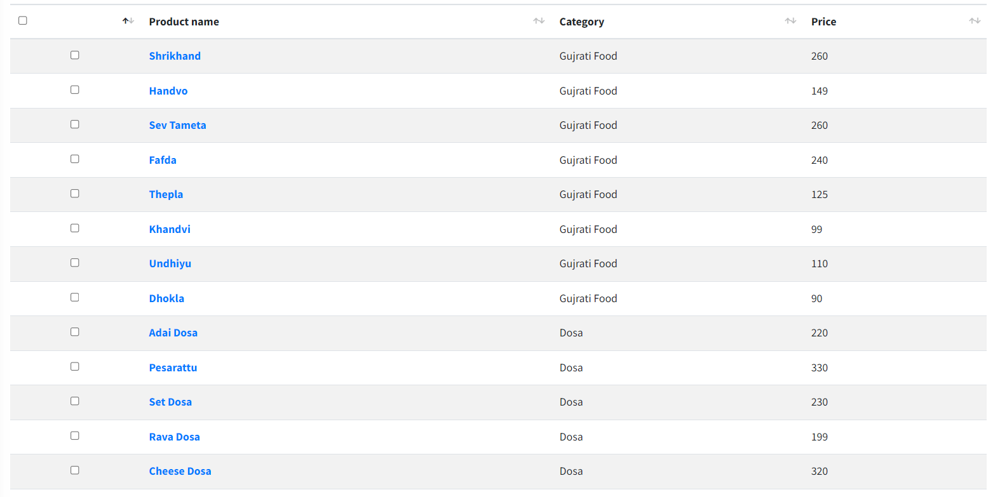 Product name Category Price
Shrikhand Gujrati Food 260
Handvo Gujrati Food 149
Sev Tameta Gujrati Food 260
Fafda Gujrati Food 240
Thepla Gujrati Food 125
Khandvi Gujrati Food 99
Undhiyu Gujrati Food 110
Dhokla Gujrati Food 90
Adai Dosa Dosa 220
Pesarattu Dosa 330
Set Dosa Dosa 230
Rava Dosa Dosa 199
Cheese Dosa Dosa 320